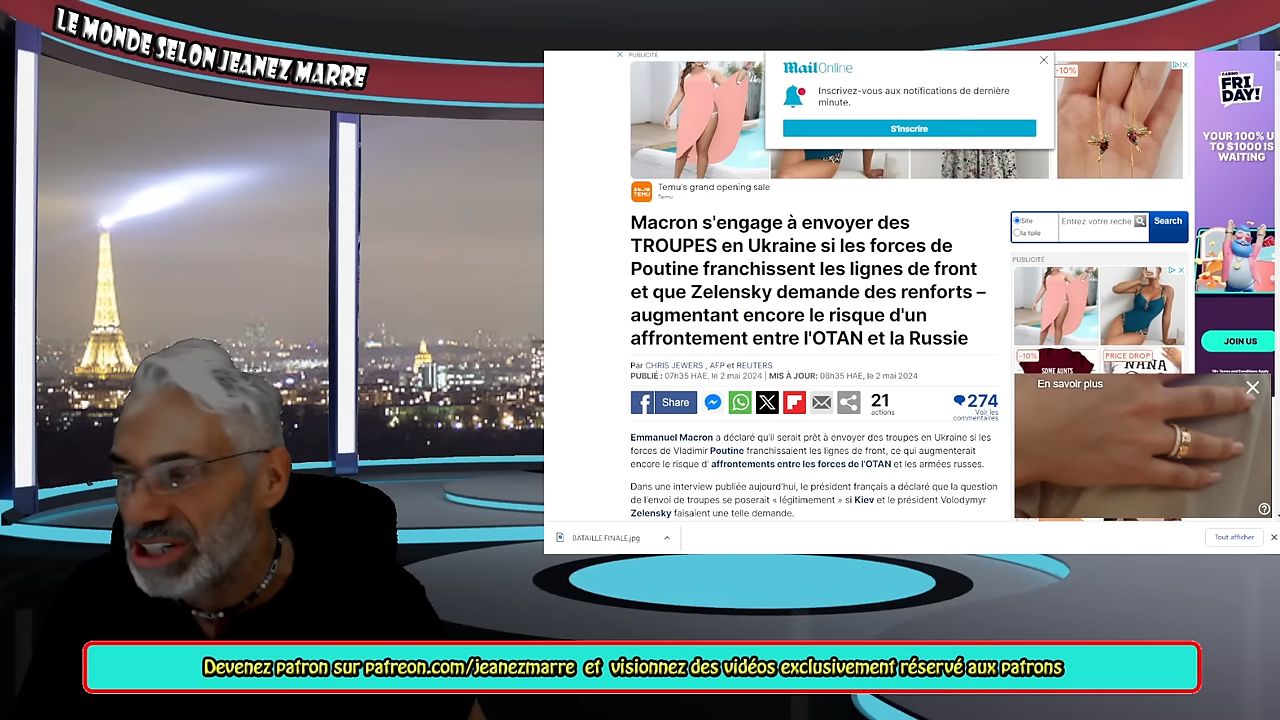 LE MONDE SELON JEANEZ MARRE
PUBLICITÉ
MailOnline
Inscrivez-vous aux notifications de dernière
minute.
S'inscrire
-10%
CASINO
FRI
DAY!
YOUR 100% U
TO $1000 IS
WAITING
TEMU
Temu's grand opening sale
Temu
Macron s'engage à envoyer des
TROUPES en Ukraine si les forces de
Poutine franchissent les lignes de front
et que Zelensky demande des renforts –
augmentant encore le risque d'un
affrontement entre l'OTAN et la Russie
Site
la toile
Entrez votre reche
Search
PUBLICITÉ
-10%
SOME AUNTS
PRICE DROP
NANA
JOIN US
18+ Terms and Conditions Apply
Par CHRIS JEWERS , AFP et REUTERS
PUBLIÉ : 07h35 HAE, le 2 mai 2024 | MIS À JOUR: 08h35 HAE, le 2 mai 2024
Share
21
actions
274
Voir les
commentaires
En savoir plus
Emmanuel Macron a déclaré qu'il serait prêt à envoyer des troupes en Ukraine si les
forces de Vladimir Poutine franchissaient les lignes de front, ce qui augmenterait
encore le risque d' affrontements entre les forces de l'OTAN et les armées russes.
Dans une interview publiée aujourd'hui, le président français a déclaré que la question
de l'envoi de troupes se poserait « légitimement » si Kiev et le président Volodymyr
Zelensky faisaient une telle demande.
BATAILLE FINALE.jpg
Tout afficher
Devenez patron sur patreon.com/jeanezmarre et visionnez des vidéos exclusivement réservé aux patrons